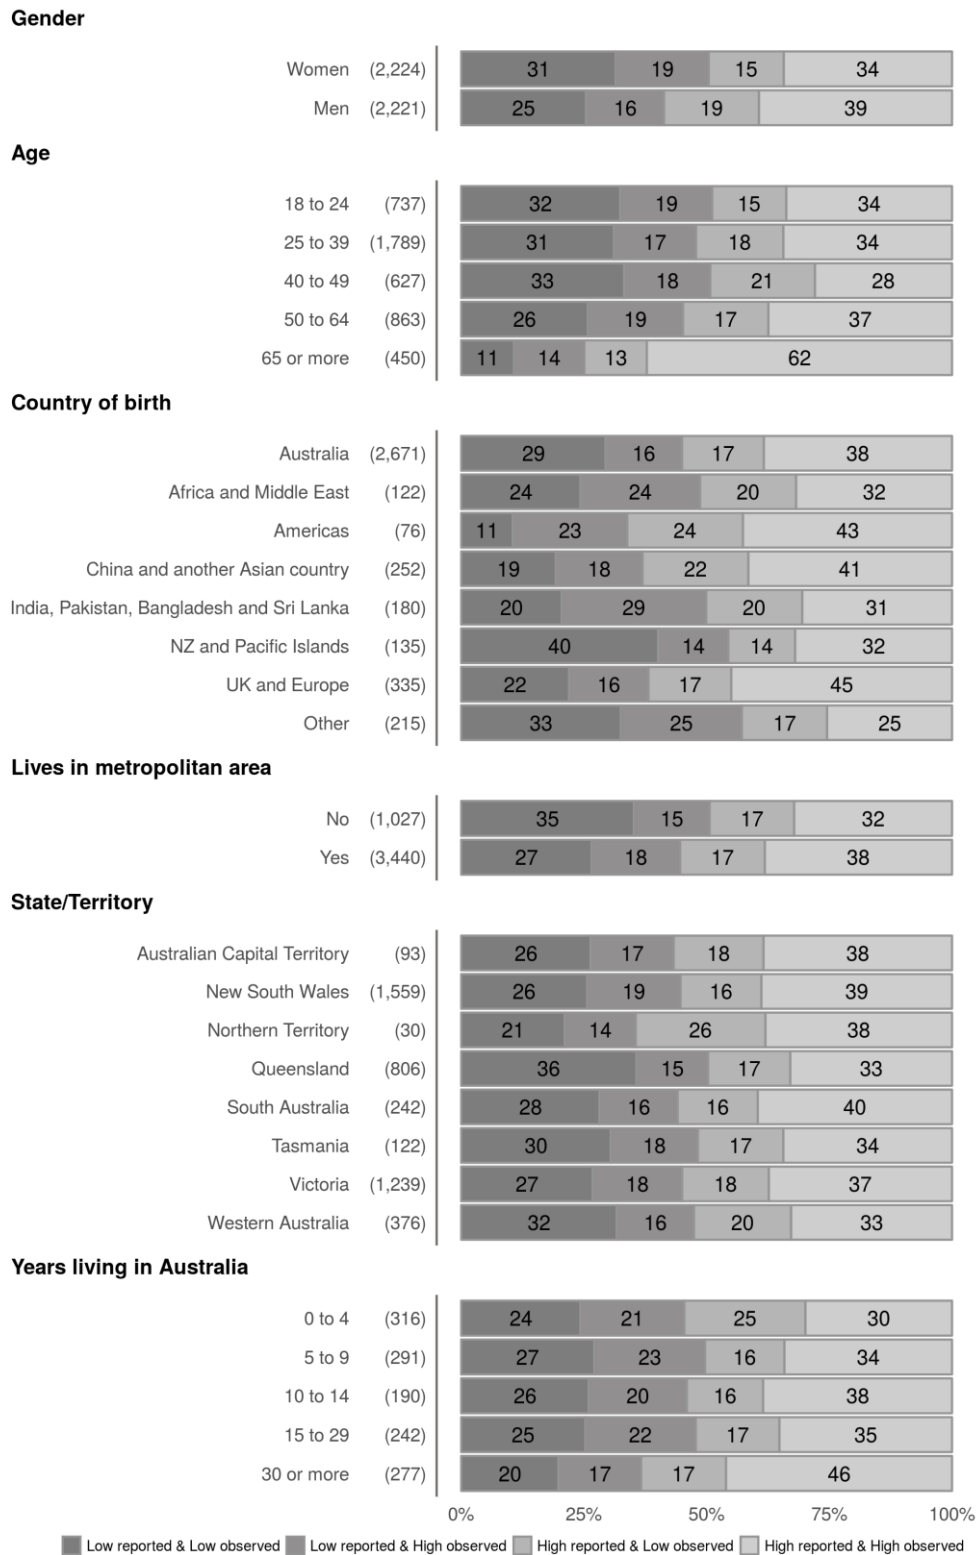 Gender
Women (2,224) 31 19 15 34
Men (2,221) 25 16 19 39
Age
18 to 24 (737) 32 19 15 34
25 to 39 (1,789) 31 17 18 34
40 to 49 (627) 33 18 21 28
50 to 64 (863) 26 19 17 37
65 or more (450) 11 14 13 62
Country of birth
Australia (2,671) 29 16 17 38
Africa and Middle East (122) 24 24 20 32
Americas (76) 11 23 24 43
China and another Asian country (252) 19 18 22 41
India, Pakistan, Bangladesh and Sri Lanka (180) 20 29 20 31
NZ and Pacific Islands (135) 40 14 14 32
UK and Europe (335) 22 16 17 45
Other (215) 33 25 17 25
Lives in metropolitan area
No (1,027) 35 15 17 32
Yes (3,440) 27 18 17 38
State/Territory
Australian Capital Territory (93) 26 17 18 38
New South Wales (1,559) 26 19 16 39
Northern Territory (30) 21 14 26 38
Queensland (806) 36 15 17 33
South Australia (242) 28 16 16 40
Tasmania (122) 30 18 17 34
Victoria (1,239) 27 18 18 37
Western Australia (376) 32 16 20 33
Years living in Australia
0 to 4 (316) 24 21 25 30
5 to 9 (291) 27 23 16 34
10 to 14 (190) 26 20 16 38
15 to 29 (242) 25 22 17 35
30 or more (277) 20 17 17 46
0% 25% 50% 75% 100%
Low reported & Low observed Low reported & High observed High reported & Low observed High reported & High observed